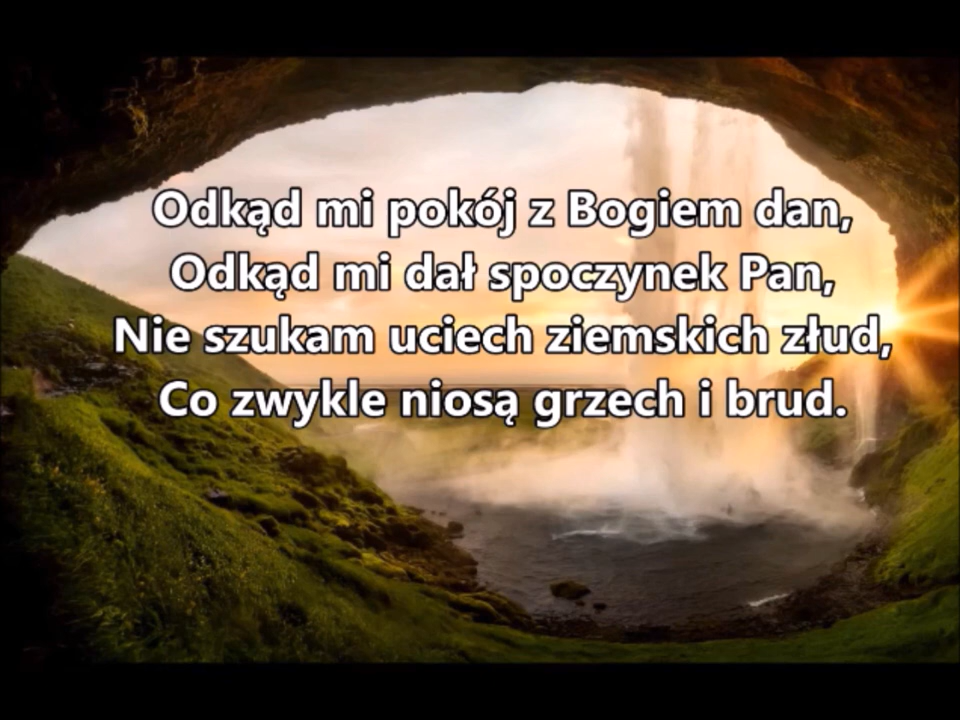 Odkąd mi pokój z Bogiem dan,
Odkąd mi dał spoczynek Pan,
Nie szukam uciech ziemskich złud,
Co zwykle niosą grzech i brud.